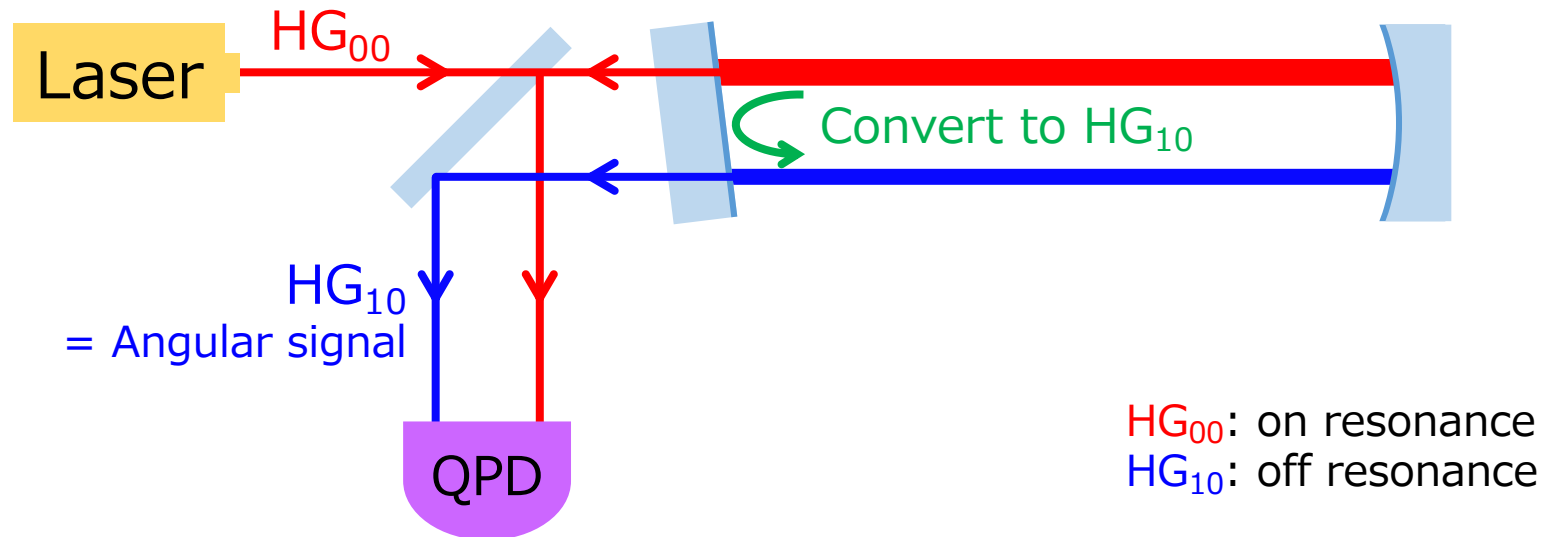 Laser
HG₀₀
Convert to HG₁₀
HG₁₀
= Angular signal
QPD
HG₀₀: on resonance
HG₁₀: off resonance